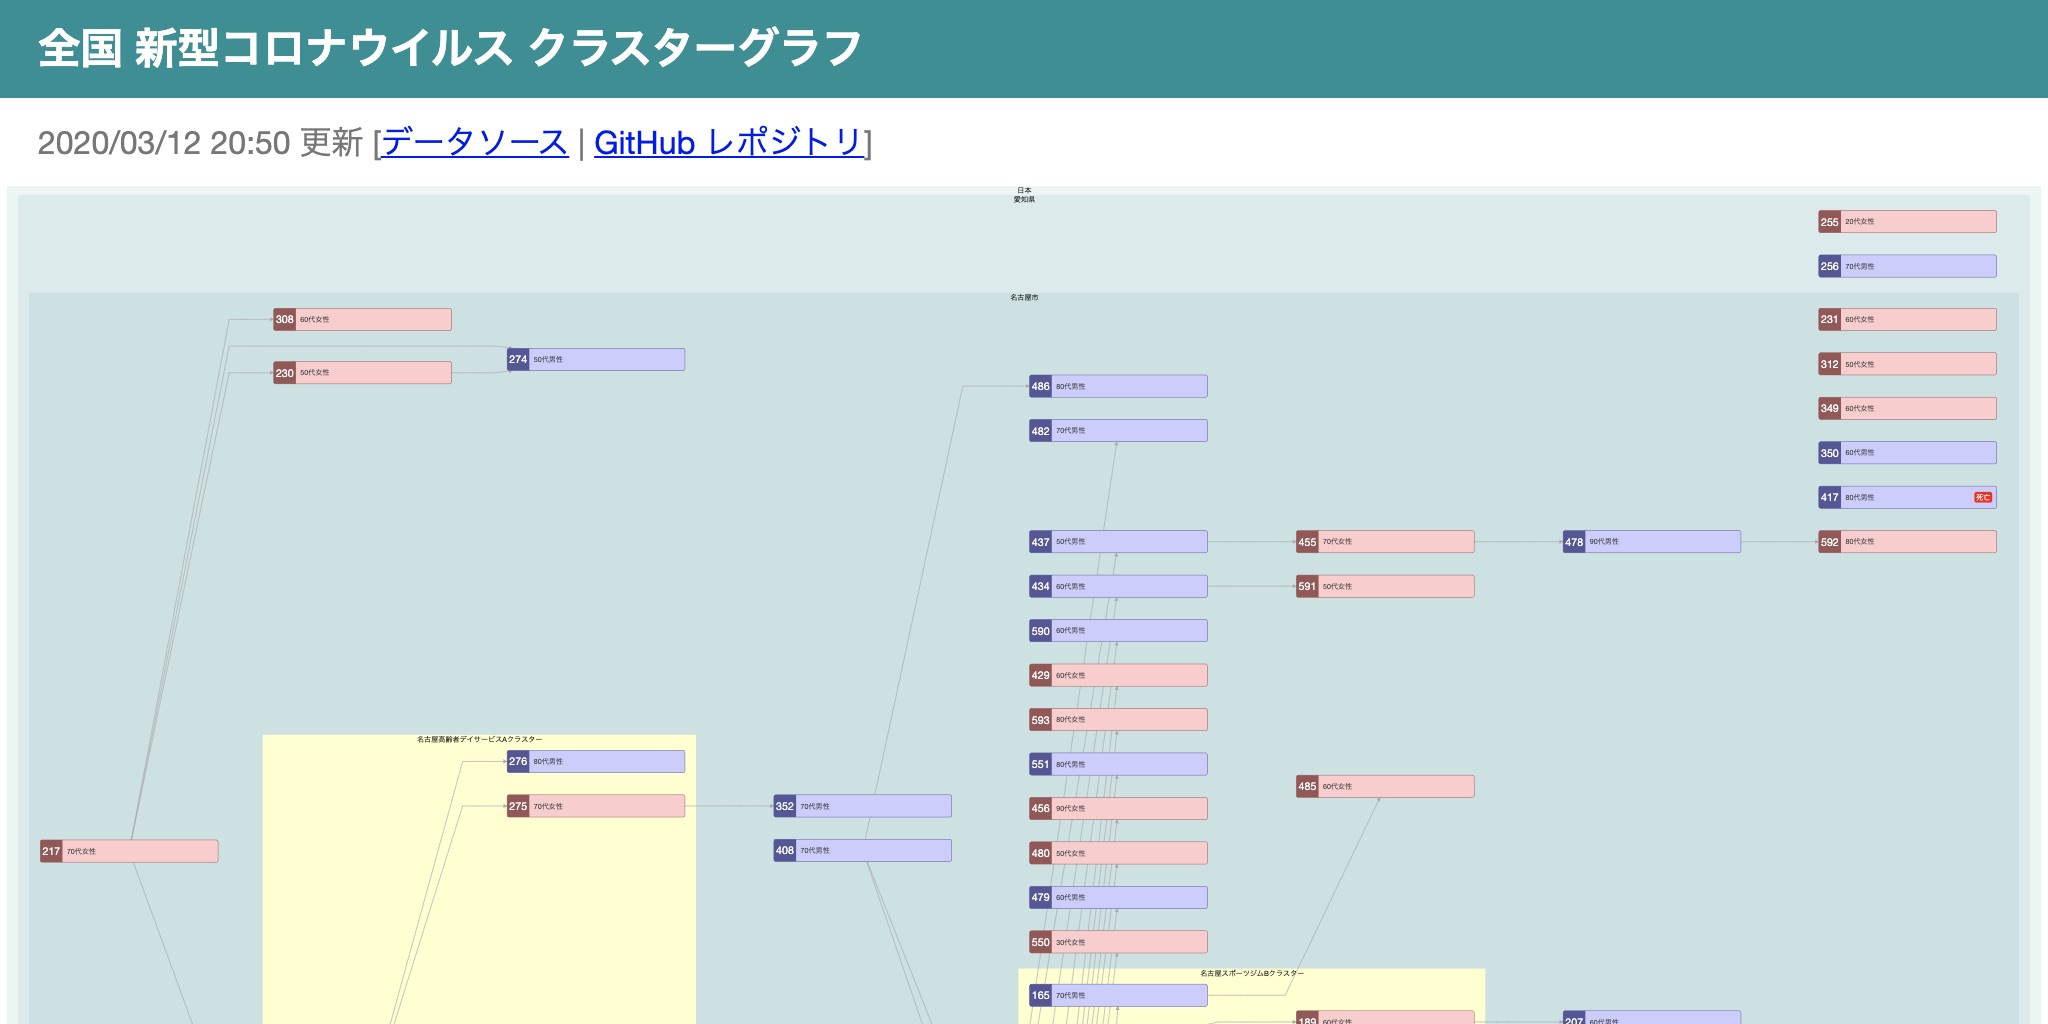 全国 新型コロナウイルス クラスターグラフ
2020/03/12 20:50 更新 [データソース | GitHub レポジトリ]
日本
愛知県
255 20代女性
256 70代男性
名古屋市
308 60代女性
231 60代女性
274 50代男性
312 50代女性
230 50代女性
486 80代男性
349 60代女性
482 70代男性
350 60代男性
417 80代男性 死亡
437 50代男性
455 70代女性
478 90代男性
592 80代女性
434 60代男性
591 50代女性
590 60代男性
429 60代女性
593 80代女性
名古屋高齢者デイサービスAクラスター
276 80代男性
551 80代男性
485 60代女性
275 70代女性
352 70代男性
456 90代女性
217 70代女性
408 70代男性
480 50代女性
479 60代男性
550 30代女性
名古屋スポーツジムBクラスター
165 70代男性
189 60代女性
207 60代男性